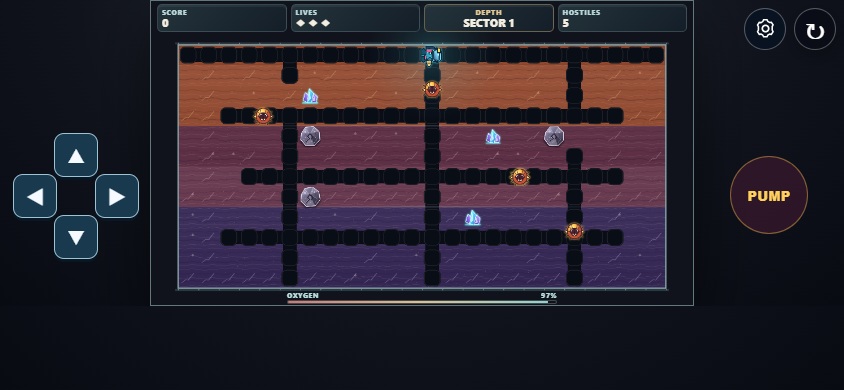 SCORE
0
LIVES
DEPTH
SECTOR 1
HOSTILES
5
PUMP
OXYGEN
97%